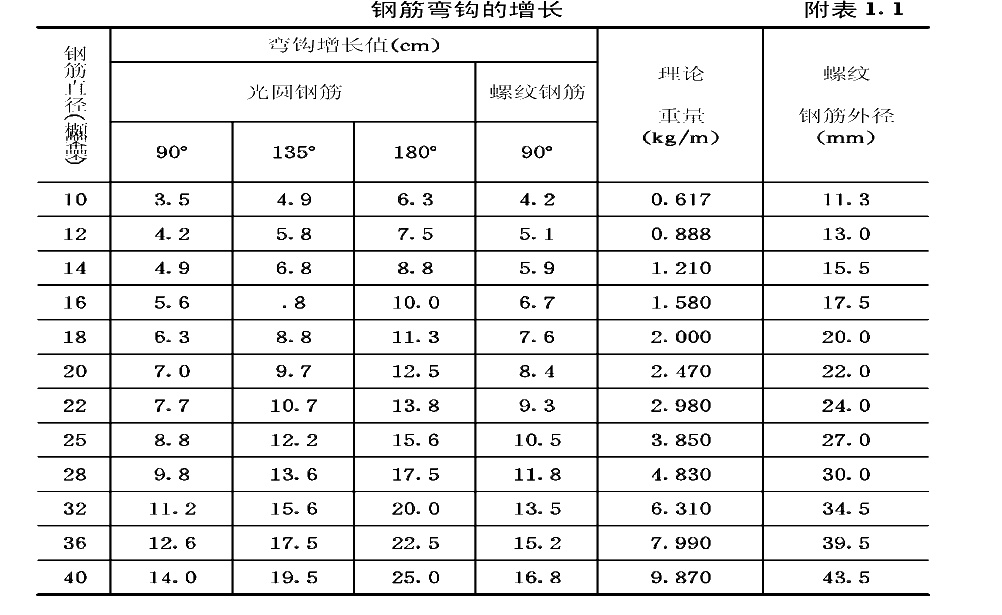 钢筋弯钩的增长 附表1.1
钢筋直径 弯钩增长值(cm) 理论重量(kg/m) 螺纹钢筋外径(mm)
光圆钢筋 螺纹钢筋
90° 135° 180° 90°
10 3.5 4.9 6.3 4.2 0.617 11.3
12 4.2 5.8 7.5 5.1 0.888 13.0
14 4.9 6.8 8.8 5.9 1.210 15.5
16 5.6 .8 10.0 6.7 1.580 17.5
18 6.3 8.8 11.3 7.6 2.000 20.0
20 7.0 9.7 12.5 8.4 2.470 22.0
22 7.7 10.7 13.8 9.3 2.980 24.0
25 8.8 12.2 15.6 10.5 3.850 27.0
28 9.8 13.6 17.5 11.8 4.830 30.0
32 11.2 15.6 20.0 13.5 6.310 34.5
36 12.6 17.5 22.5 15.2 7.990 39.5
40 14.0 19.5 25.0 16.8 9.870 43.5